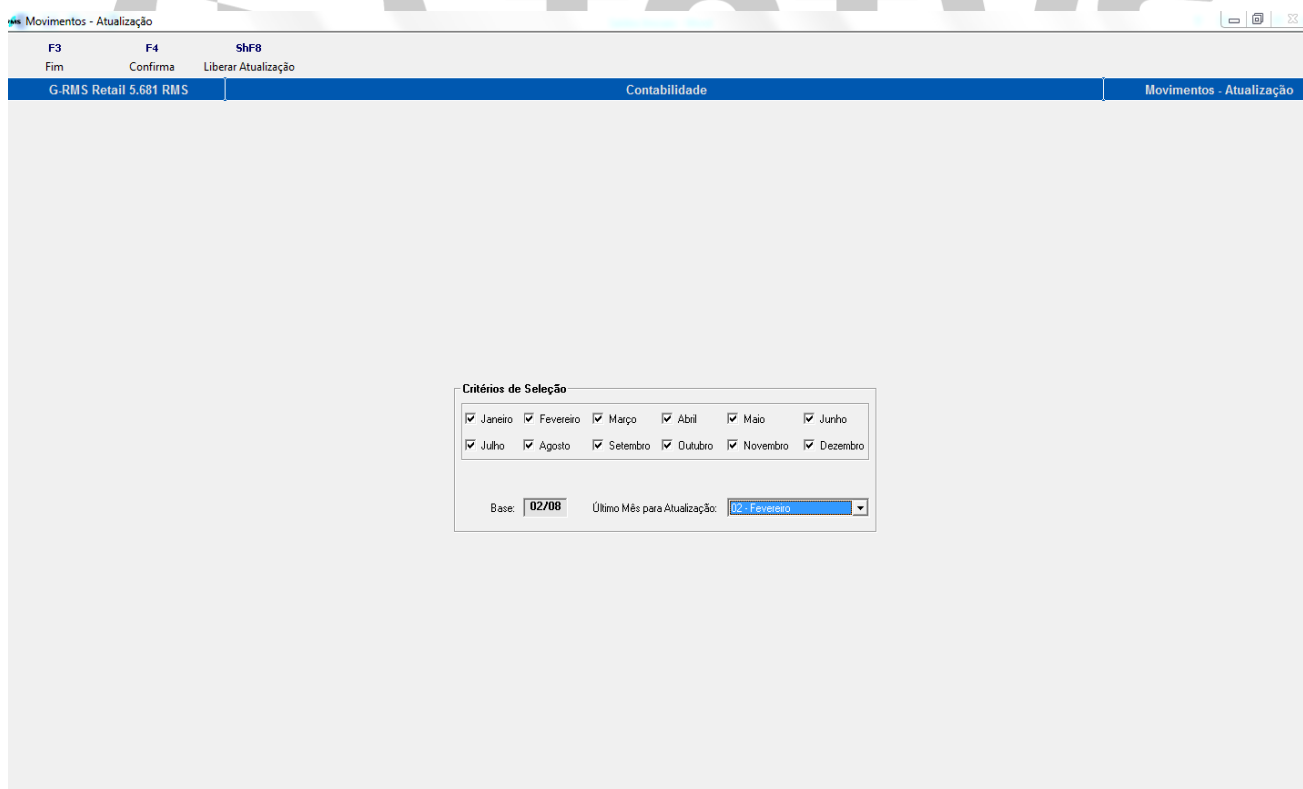 Movimentos - Atualização
F3 F4 ShF8
Fim Confirma Liberar Atualização
G-RMS Retail 5.681 RMS Contabilidade Movimentos - Atualização
Critérios de Seleção
Janeiro Fevereiro Março Abril Maio Junho
Julho Agosto Setembro Outubro Novembro Dezembro
Base: 02/08 Último Mês para Atualização: 02 - Fevereiro